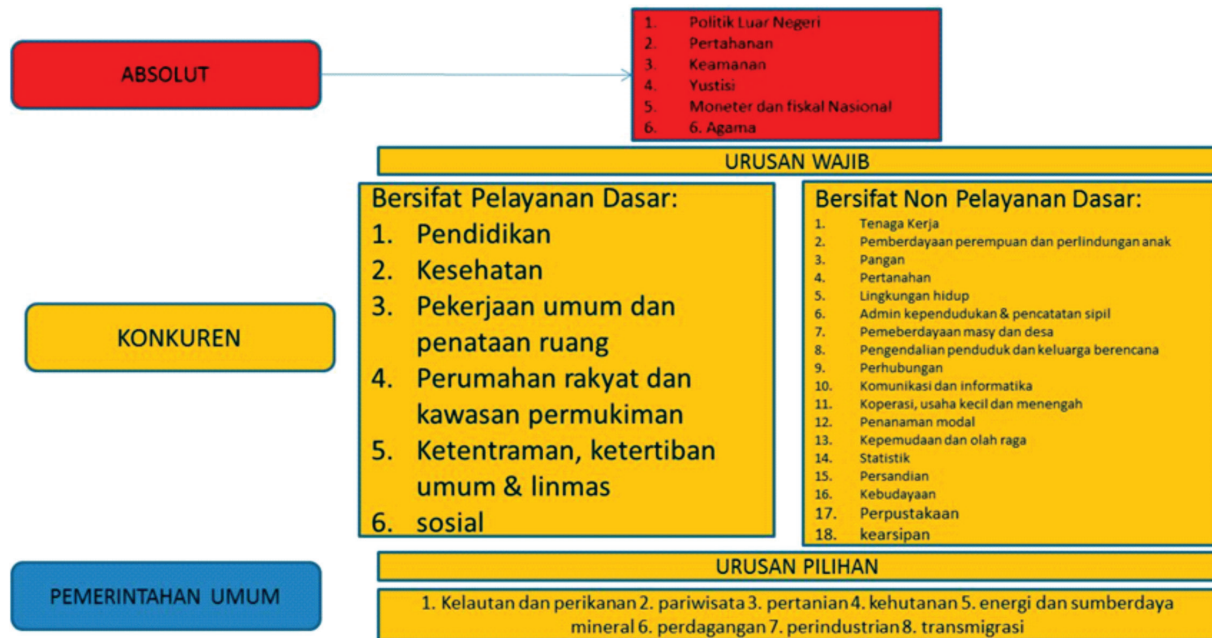 ABSOLUT
1. Politik Luar Negeri
2. Pertahanan
3. Keamanan
4. Yustisi
5. Moneter dan fiskal Nasional
6. 6. Agama
URUSAN WAJIB
KONKUREN
Bersifat Pelayanan Dasar:
1. Pendidikan
2. Kesehatan
3. Pekerjaan umum dan
penataan ruang
4. Perumahan rakyat dan
kawasan permukiman
5. Ketentraman, ketertiban
umum & linmas
6. sosial
Bersifat Non Pelayanan Dasar:
1. Tenaga Kerja
2. Pemberdayaan perempuan dan perlindungan anak
3. Pangan
4. Pertanahan
5. Lingkungan hidup
6. Admin kependudukan & pencatatan sipil
7. Pemeberdayaan masy dan desa
8. Pengendalian penduduk dan keluarga berencana
9. Perhubungan
10. Komunikasi dan informatika
11. Koperasi, usaha kecil dan menengah
12. Penanaman modal
13. Kepemudaan dan olah raga
14. Statistik
15. Persandian
16. Kebudayaan
17. Perpustakaan
18. kearsipan
PEMERINTAHAN UMUM
URUSAN PILIHAN
1. Kelautan dan perikanan 2. pariwisata 3. pertanian 4. kehutanan 5. energi dan sumberdaya
mineral 6. perdagangan 7. perindustrian 8. transmigrasi